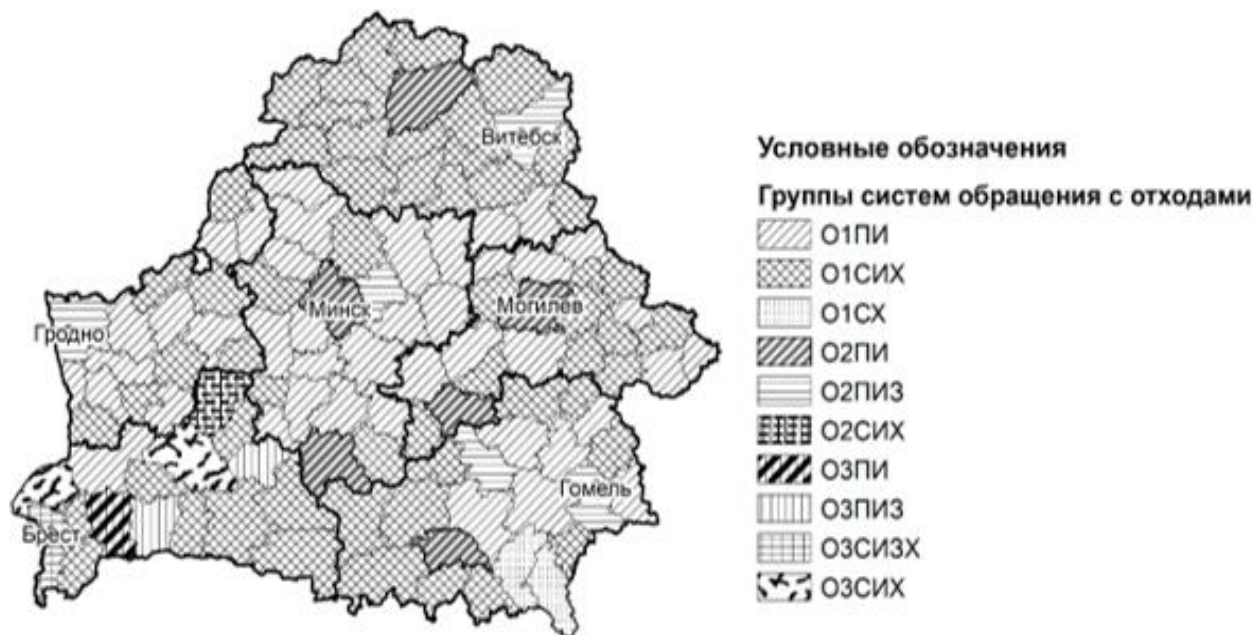 Витебск
Минск
Могилев
Гродно
Гомель
Брест
Условные обозначения
Группы систем обращения с отходами
О1ПИ
О1СИХ
О1СХ
О2ПИ
О2ПИЗ
О2СИХ
О3ПИ
О3ПИЗ
О3СИЗХ
О3СИХ